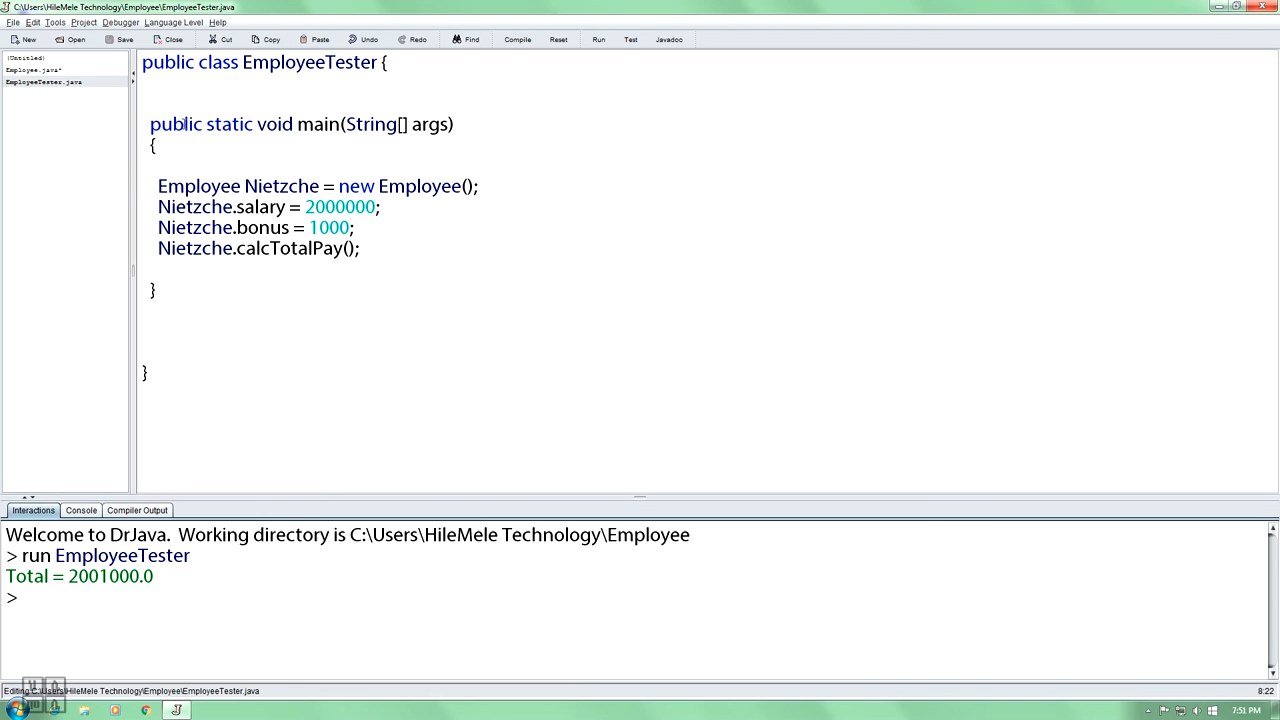 C:\Users\HileMele Technology\Employee\EmployeeTester.java
File Edit Tools Project Debugger Language Level Help
New Open Save Close Cut Copy Paste Undo Redo Find Compile Reset Run Test Javadoc
(Untitled)
Employee.java*
EmployeeTester.java
public class EmployeeTester {
public static void main(String[] args)
{
Employee Nietzche = new Employee();
Nietzche.salary = 2000000;
Nietzche.bonus = 1000;
Nietzche.calcTotalPay();
}
}
Interactions Console Compiler Output
Welcome to DrJava. Working directory is C:\Users\HileMele Technology\Employee
> run EmployeeTester
Total = 2001000.0
>
Editing C:\Users\HileMele Technology\Employee\EmployeeTester.java 8:22
7:51 PM